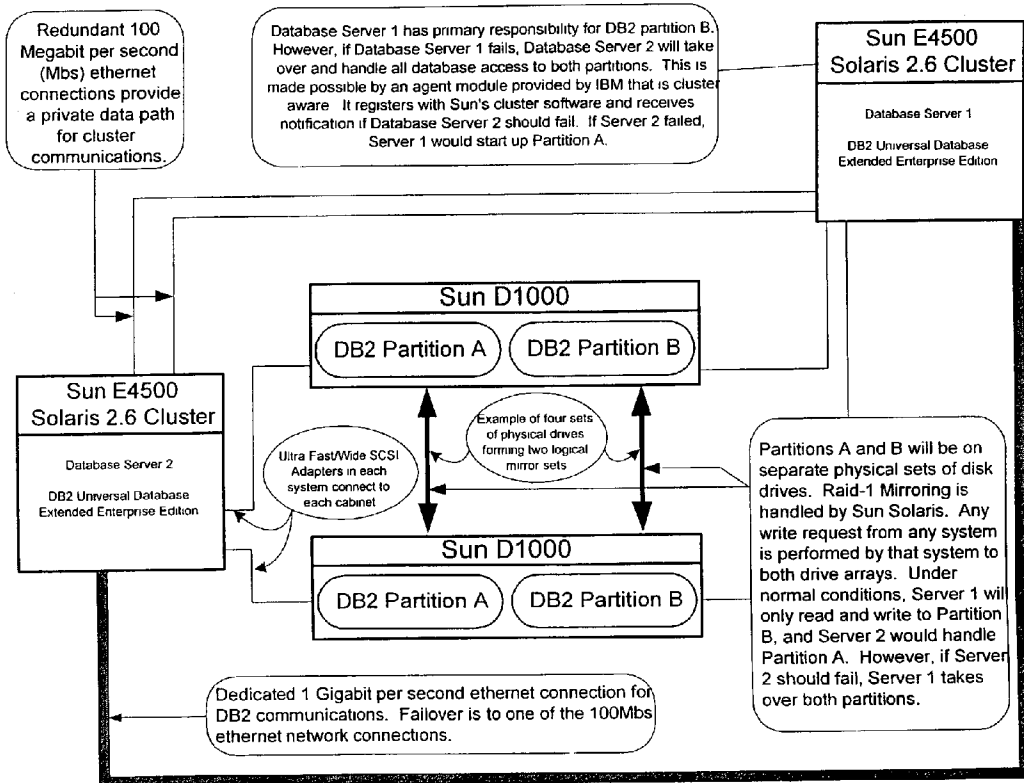 Redundant 100
Megabit per second
(Mbs) ethernet
connections provide
a private data path
for cluster
communications.
Database Server 1 has primary responsibility for DB2 partition B.
However, if Database Server 1 fails, Database Server 2 will take
over and handle all database access to both partitions. This is
made possible by an agent module provided by IBM that is cluster
aware It registers with Sun's cluster software and receives
notification if Database Server 2 should fail. If Server 2 failed,
Server 1 would start up Partition A.
Sun E4500
Solaris 2.6 Cluster
Database Server 1
DB2 Universal Database
Extended Enterprise Edition
Sun D1000
DB2 Partition A
DB2 Partition B
Sun E4500
Solaris 2.6 Cluster
Database Server 2
DB2 Universal Database
Extended Enterprise Edition
Ultra Fast/Wide SCSI
Adapters in each
system connect to
each cabinet
Example of four sets
of physical drives
forming two logical
mirror sets
Partitions A and B will be on
separate physical sets of disk
drives. Raid-1 Mirroring is
handled by Sun Solaris. Any
write request from any system
is performed by that system to
both drive arrays. Under
normal conditions, Server 1 will
only read and write to Partition
B, and Server 2 would handle
Partition A. However, if Server
2 should fail, Server 1 takes
over both partitions.
Sun D1000
DB2 Partition A
DB2 Partition B
Dedicated 1 Gigabit per second ethernet connection for
DB2 communications. Failover is to one of the 100Mbs
ethernet network connections.